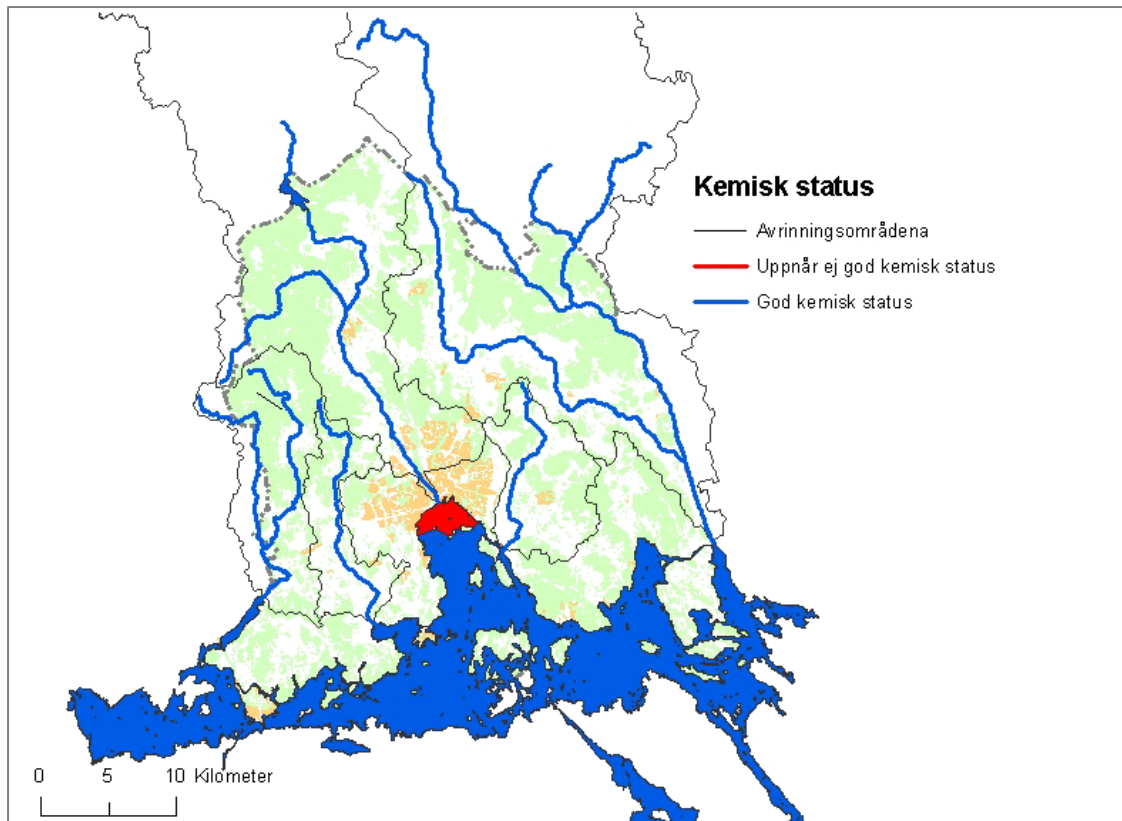 Kemisk status
Avrinningsområdena
Uppnår ej god kemisk status
God kemisk status
0 5 10 Kilometer